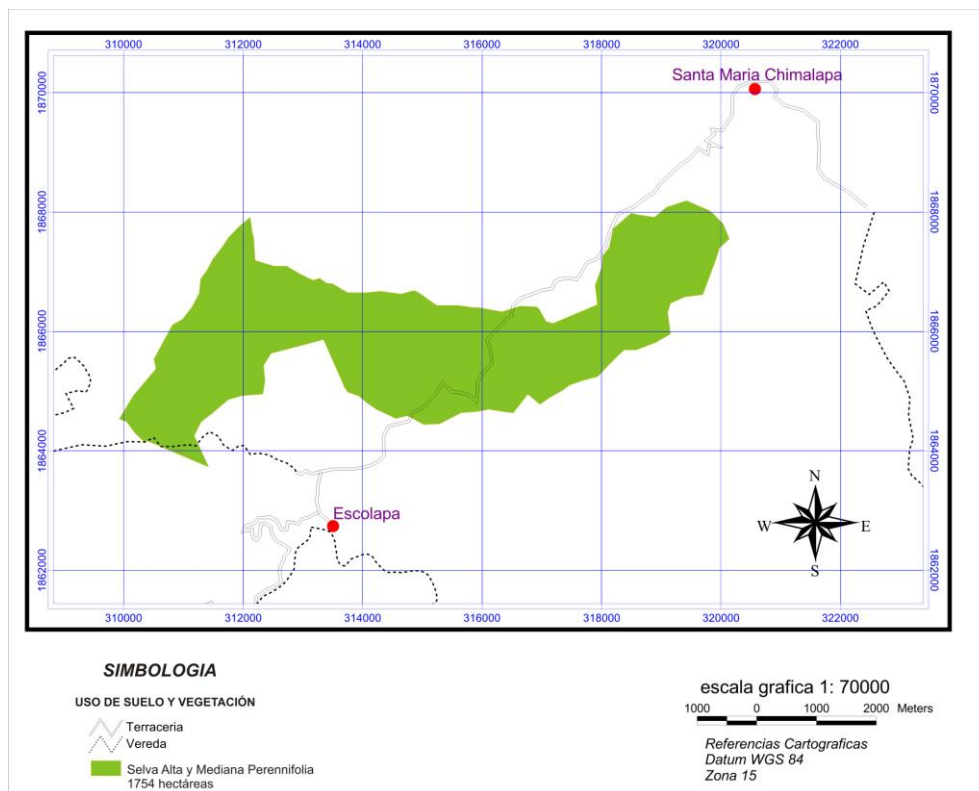 310000 312000 314000 316000 318000 320000 322000
Santa Maria Chimalapa
1870000 1870000
1868000 1868000
1866000 1866000
1864000 1864000
Escolapa
N
W E
S
1862000 1862000
310000 312000 314000 316000 318000 320000 322000
SIMBOLOGIA
USO DE SUELO Y VEGETACIÓN
Terraceria
Vereda
Selva Alta y Mediana Perennifolia
1754 hectáreas
escala grafica 1: 70000
1000 0 1000 2000 Meters
Referencias Cartograficas
Datum WGS 84
Zona 15